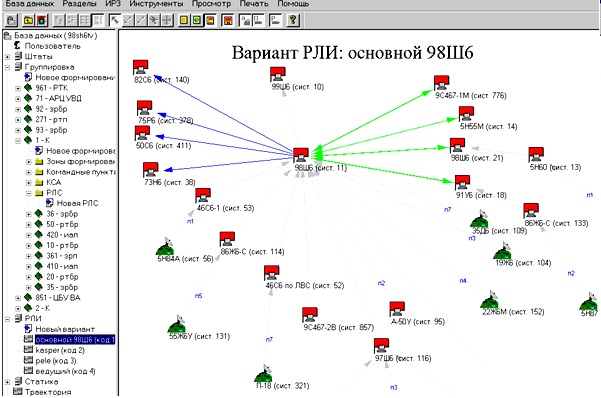 База данных Разделы ИРЗ Инструменты Просмотр Печать Помощь
База данных ( 98sh6tv )
Пользователь
Штаты
Группировка
Новое формировани
961 - РТК
71 - АРЦ УВД
92 - зрбр
271 - ртп
93 - зрбр
1 - К
Новое формиров
Зоны формирова
Командные пункт
КСА
РЛС
Новая РЛС
36 - зрбр
50 - ртбр
420 - иап
10 - ртбр
361 - зрп
410 - иап
20 - ртбр
35 - зрбр
851 - ЦБУ ВА
2 - К
РЛИ
Новый вариант
основной 98Ш6 (код 1
kasper (код 2)
pele (код 3)
ведущий (код 4)
Статика
Траектория
Вариант РЛИ: основной 98Ш6
82С6 (сист. 140)
99Ш6 (сист. 10)
9С467-1М (сист. 776)
75Р6 (сист. 378)
5Н55М (сист. 14)
50С6 (сист. 411)
98Ш6 (сист. 21)
5Н60 (сист. 13)
73Н6 (сист. 38)
98Ш6 (сист. 11)
91У6 (сист. 18)
46С6-1 (сист. 53)
86Ж6-С (сист. 133)
n1
n7
35Д6 (сист. 109)
86Ж6-С (сист. 114)
n3
5Н84А (сист. 56)
19Ж6 (сист. 104)
46С6 по ЛВС (сист. 52)
n2
n4
n2
n5
22Ж6М (сист. 152)
5Н87
9С467-2В (сист. 857)
А-50У (сист. 95)
55Ж6У (сист. 131)
n7
97Ш6 (сист. 116)
П-18 (сист. 321)
n3